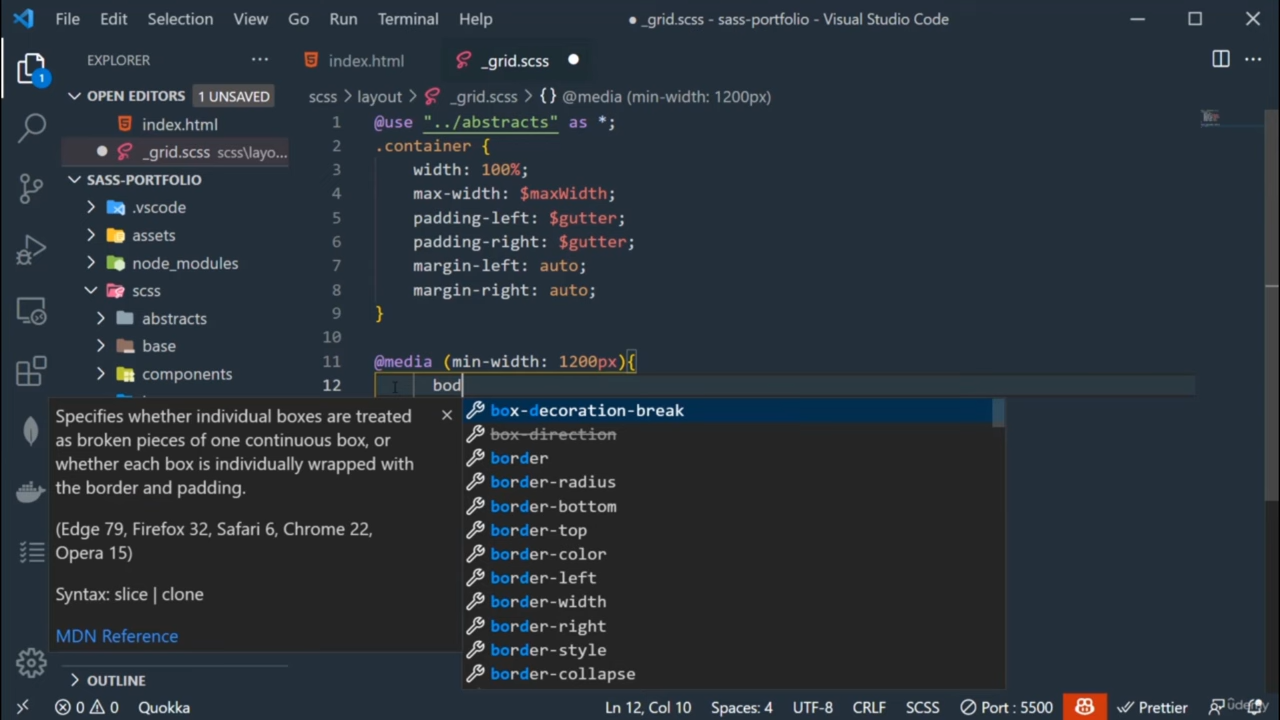 File Edit Selection View Go Run Terminal Help ● _grid.scss - sass-portfolio - Visual Studio Code
EXPLORER ··· index.html _grid.scss ● ···
OPEN EDITORS 1 UNSAVED scss > layout > _grid.scss > {} @media (min-width: 1200px)
index.html
● _grid.scss scss\layo...
SASS-PORTFOLIO
.vscode
assets
node_modules
scss
abstracts
base
components
1
1 @use "../abstracts" as *;
2 .container {
3 width: 100%;
4 max-width: $maxWidth;
5 padding-left: $gutter;
6 padding-right: $gutter;
7 margin-left: auto;
8 margin-right: auto;
9 }
10
11 @media (min-width: 1200px){
12 bod
Specifies whether individual boxes are treated
as broken pieces of one continuous box, or
whether each box is individually wrapped with
the border and padding.
(Edge 79, Firefox 32, Safari 6, Chrome 22,
Opera 15)
Syntax: slice | clone
MDN Reference
box-decoration-break
box-direction
border
border-radius
border-bottom
border-top
border-color
border-left
border-width
border-right
border-style
border-collapse
OUTLINE
0 0 Quokka Ln 12, Col 10 Spaces: 4 UTF-8 CRLF SCSS Port : 5500 Prettier
udemy